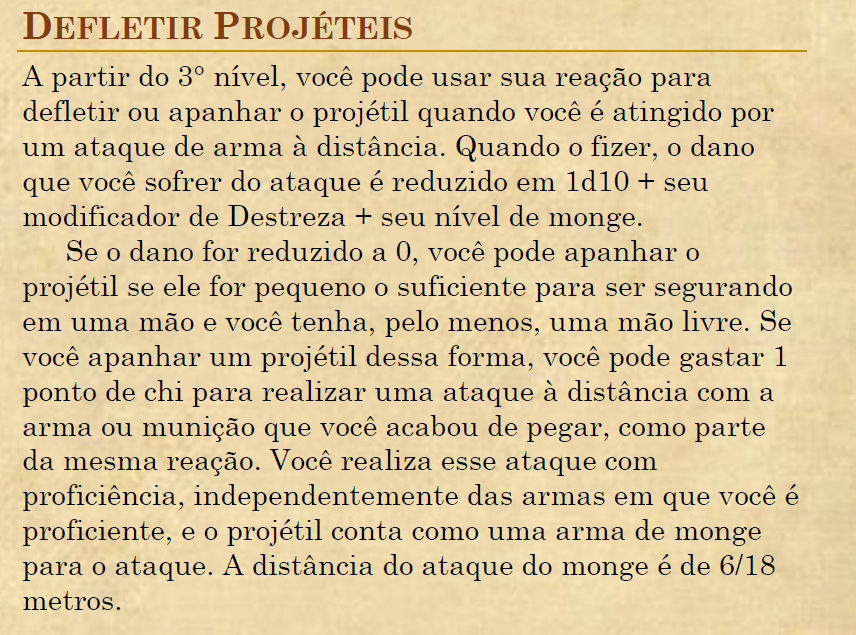 DEFLETIR PROJÉTEIS
A partir do 3° nível, você pode usar sua reação para
defletir ou apanhar o projétil quando você é atingido por
um ataque de arma à distância. Quando o fizer, o dano
que você sofrer do ataque é reduzido em 1d10 + seu
modificador de Destreza + seu nível de monge.
Se o dano for reduzido a 0, você pode apanhar o
projétil se ele for pequeno o suficiente para ser segurando
em uma mão e você tenha, pelo menos, uma mão livre. Se
você apanhar um projétil dessa forma, você pode gastar 1
ponto de chi para realizar uma ataque à distância com a
arma ou munição que você acabou de pegar, como parte
da mesma reação. Você realiza esse ataque com
proficiência, independentemente das armas em que você é
proficiente, e o projétil conta como uma arma de monge
para o ataque. A distância do ataque do monge é de 6/18
metros.